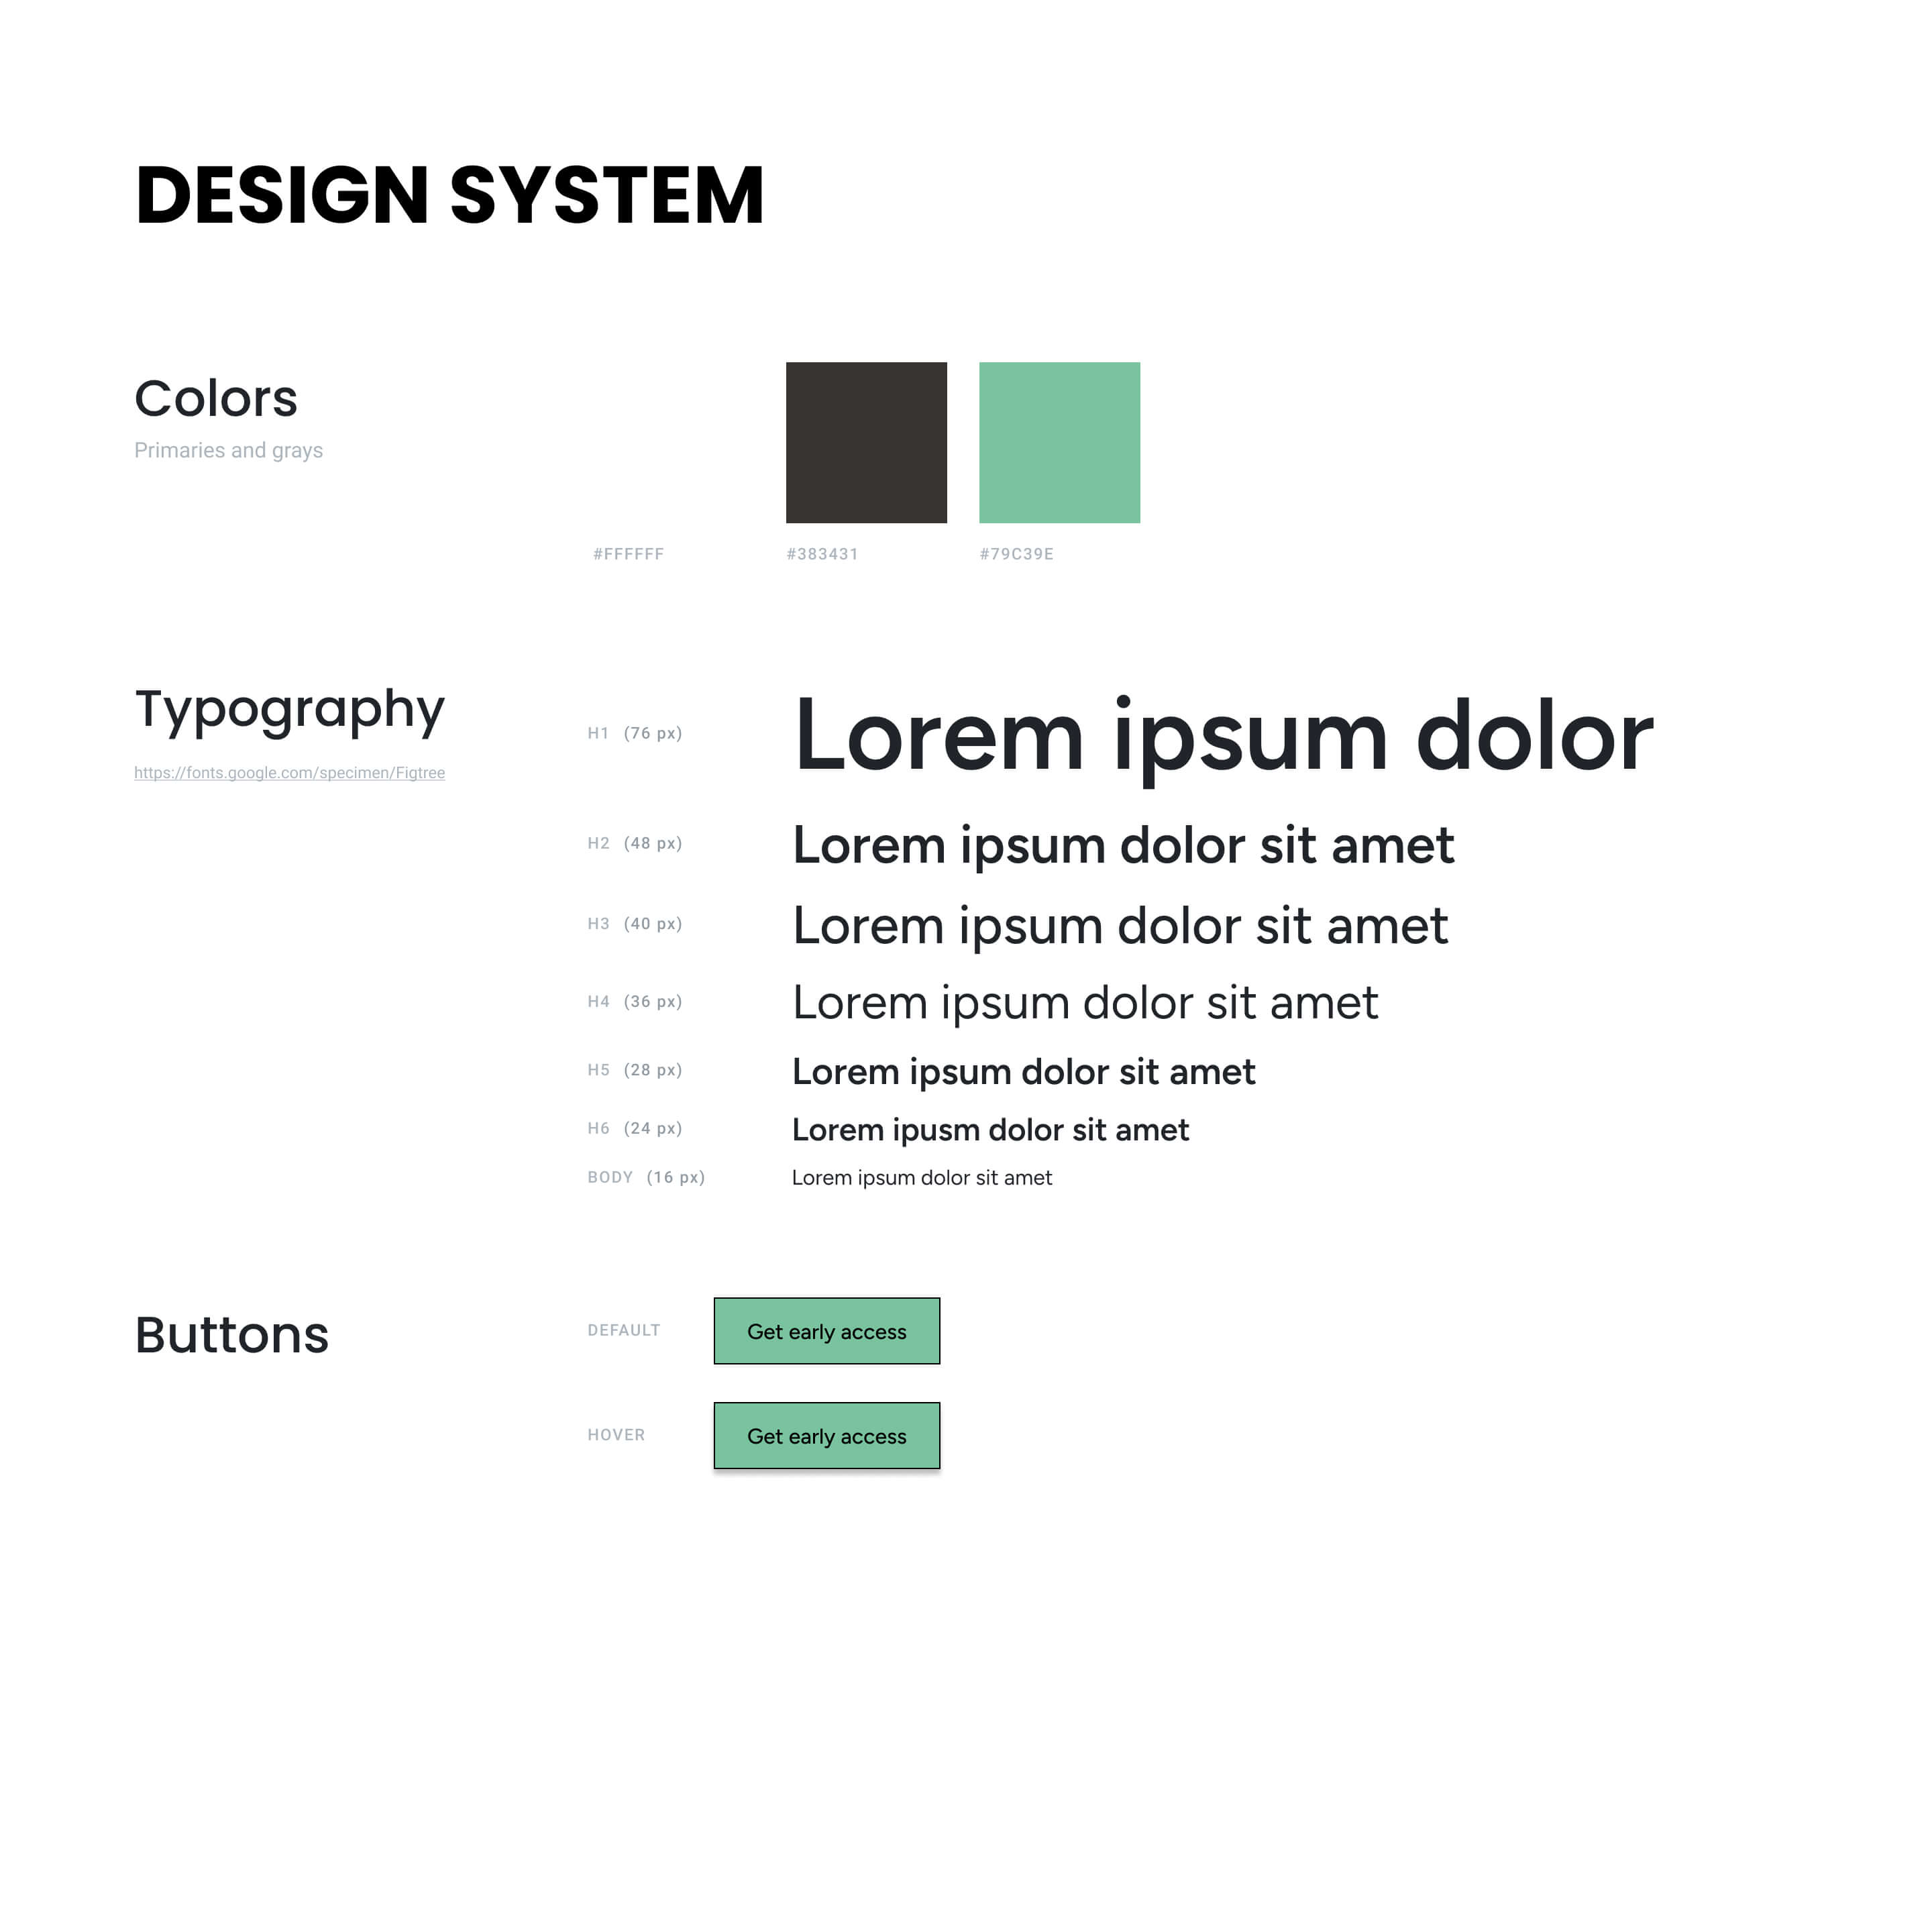 DESIGN SYSTEM
Colors
Primaries and grays
#FFFFFF
#383431
#79C39E
Typography
https://fonts.google.com/specimen/Figtree
H1 (76 px)
Lorem ipsum dolor
H2 (48 px)
Lorem ipsum dolor sit amet
H3 (40 px)
Lorem ipsum dolor sit amet
H4 (36 px)
Lorem ipsum dolor sit amet
H5 (28 px)
Lorem ipsum dolor sit amet
H6 (24 px)
Lorem ipusm dolor sit amet
BODY (16 px)
Lorem ipsum dolor sit amet
Buttons
DEFAULT
Get early access
HOVER
Get early access